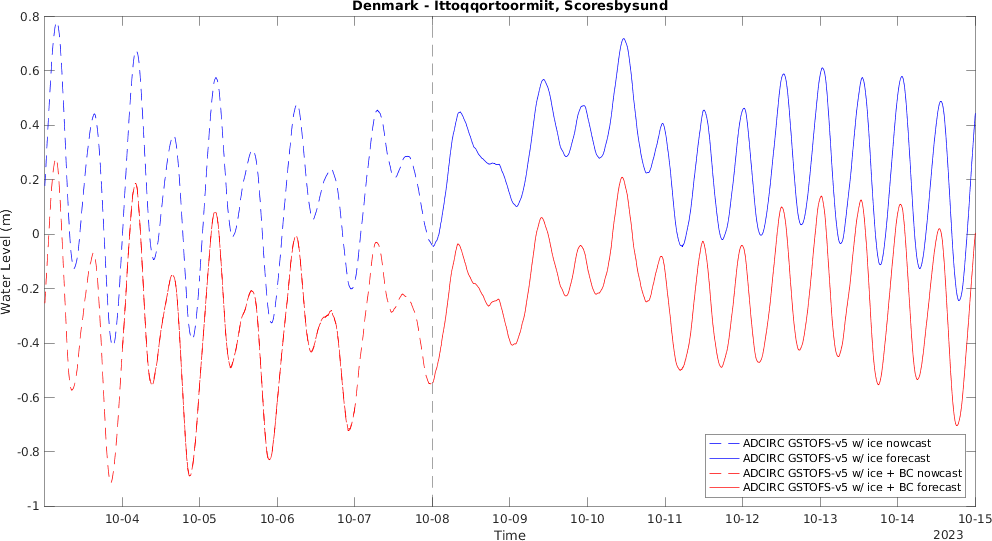 Denmark - Ittoqqortoormiit, Scoresbysund
0.8
0.6
0.4
0.2
0
-0.2
-0.4
-0.6
-0.8
-1
Water Level (m)
10-04 10-05 10-06 10-07 10-08 10-09 10-10 10-11 10-12 10-13 10-14 10-15
Time
2023
ADCIRC GSTOFS-v5 w/ ice nowcast
ADCIRC GSTOFS-v5 w/ ice forecast
ADCIRC GSTOFS-v5 w/ ice + BC nowcast
ADCIRC GSTOFS-v5 w/ ice + BC forecast